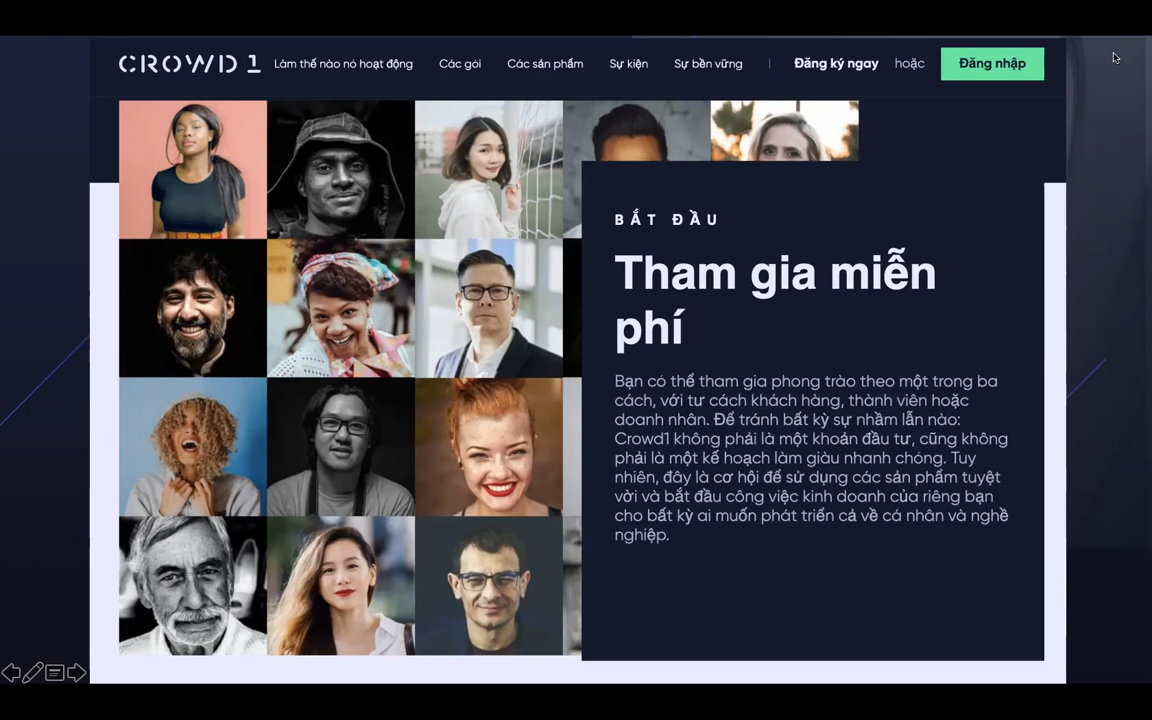 CROWD1
Làm thế nào nó hoạt động
Các gói
Các sản phẩm
Sự kiện
Sự bền vững
|
Đăng ký ngay
hoặc
Đăng nhập
BẮT ĐẦU
Tham gia miễn
phí
Bạn có thể tham gia phong trào theo một trong ba
cách, với tư cách khách hàng, thành viên hoặc
doanh nhân. Để tránh bất kỳ sự nhầm lẫn nào:
Crowd1 không phải là một khoản đầu tư, cũng không
phải là một kế hoạch làm giàu nhanh chóng. Tuy
nhiên, đây là cơ hội để sử dụng các sản phẩm tuyệt
vời và bắt đầu công việc kinh doanh của riêng bạn
cho bất kỳ ai muốn phát triển cả về cá nhân và nghề
nghiệp.